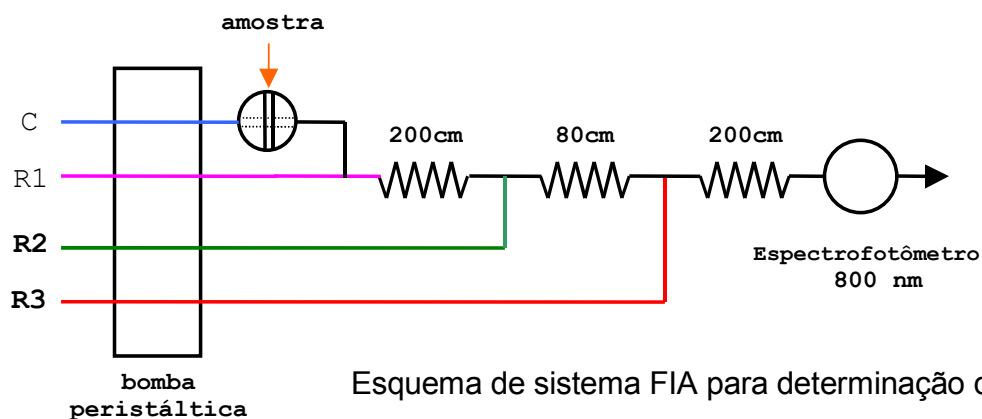 amostra
C
200cm
80cm
200cm
R1
R2
Espectrofotômetro
800 nm
R3
bomba
peristáltica
Esquema de sistema FIA para determinação